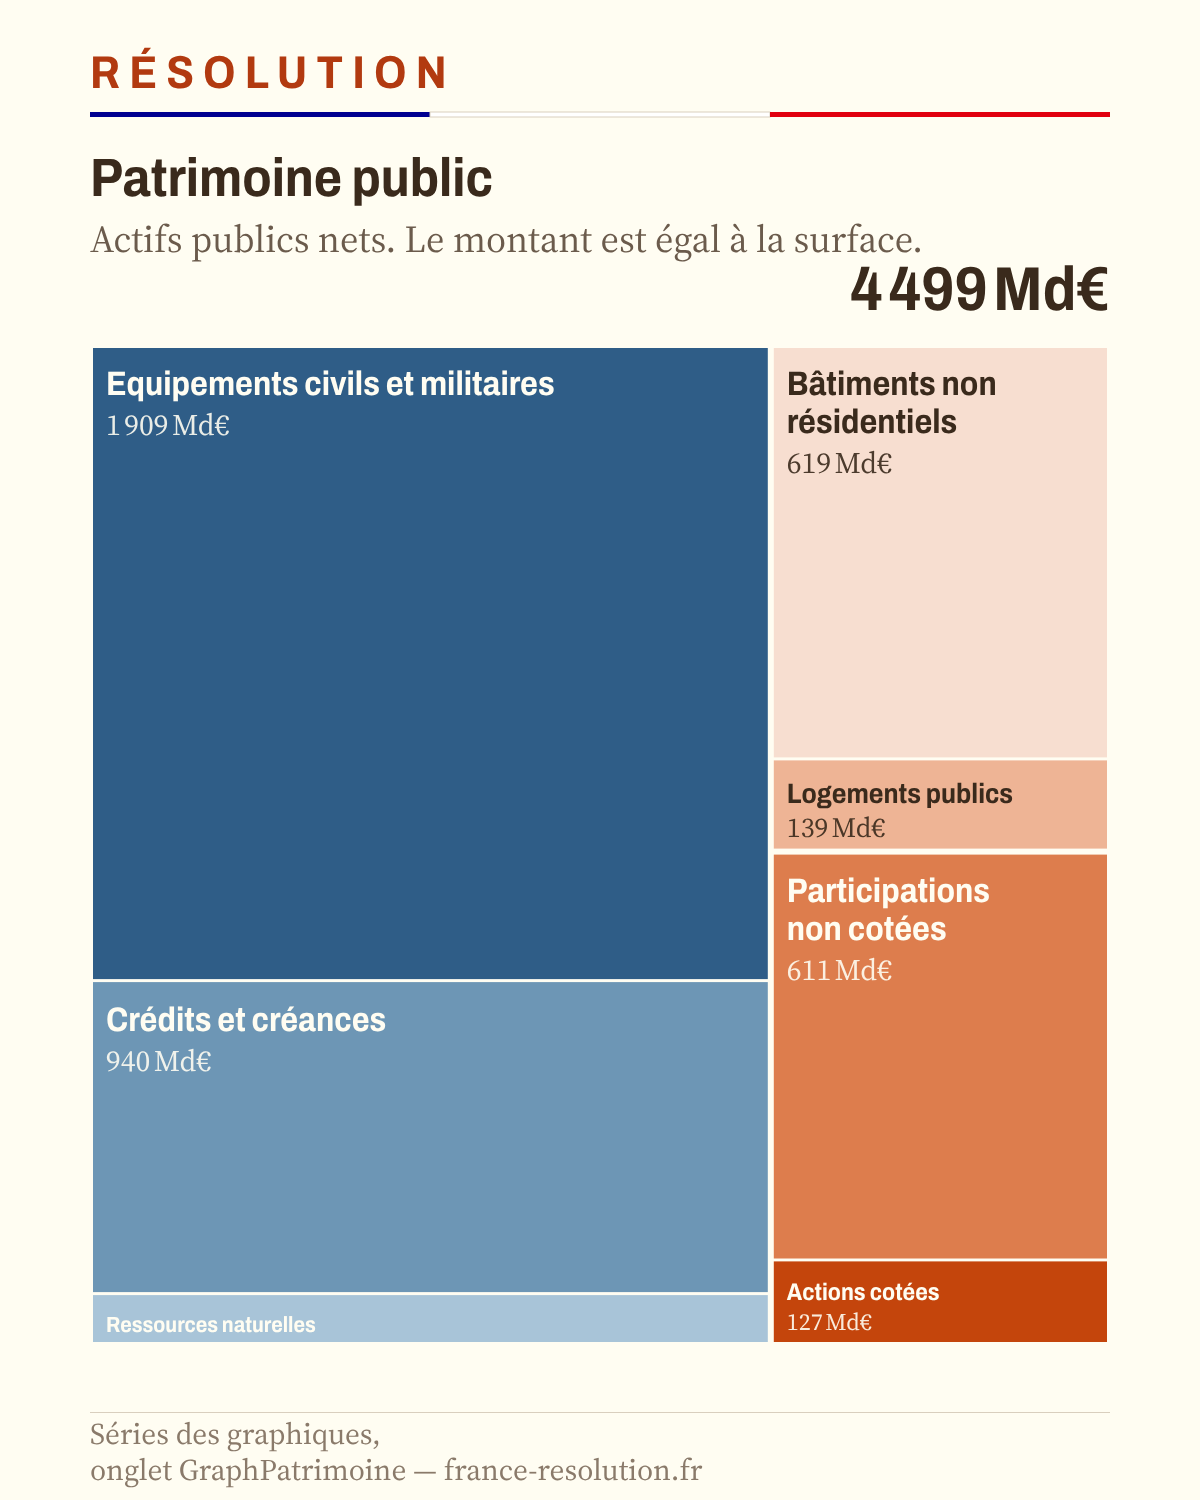 RÉSOLUTION
Patrimoine public
Actifs publics nets. Le montant est égal à la surface.
4 499 Md€
Equipements civils et militaires
1 909 Md€
Bâtiments non
résidentiels
619 Md€
Logements publics
139 Md€
Participations
non cotées
611 Md€
Crédits et créances
940 Md€
Ressources naturelles
Actions cotées
127 Md€
Séries des graphiques,
onglet GraphPatrimoine — france-resolution.fr